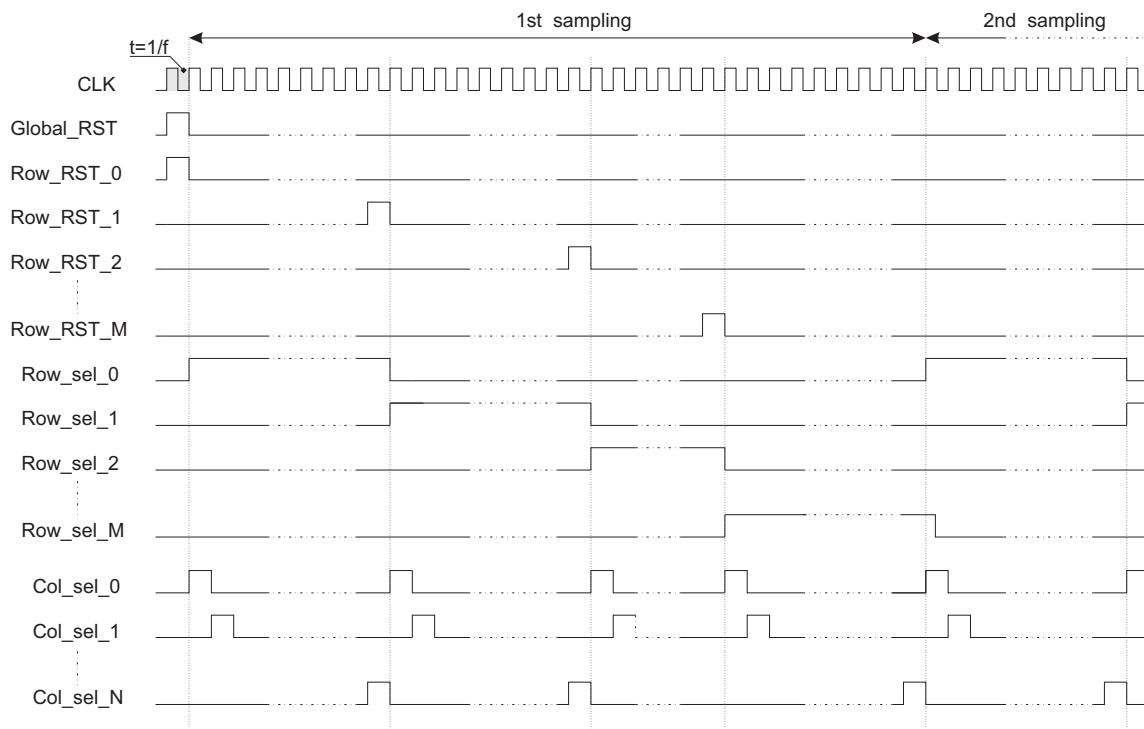 1st sampling
2nd sampling
t=1/f
CLK
Global_RST
Row_RST_0
Row_RST_1
Row_RST_2
Row_RST_M
Row_sel_0
Row_sel_1
Row_sel_2
Row_sel_M
Col_sel_0
Col_sel_1
Col_sel_N